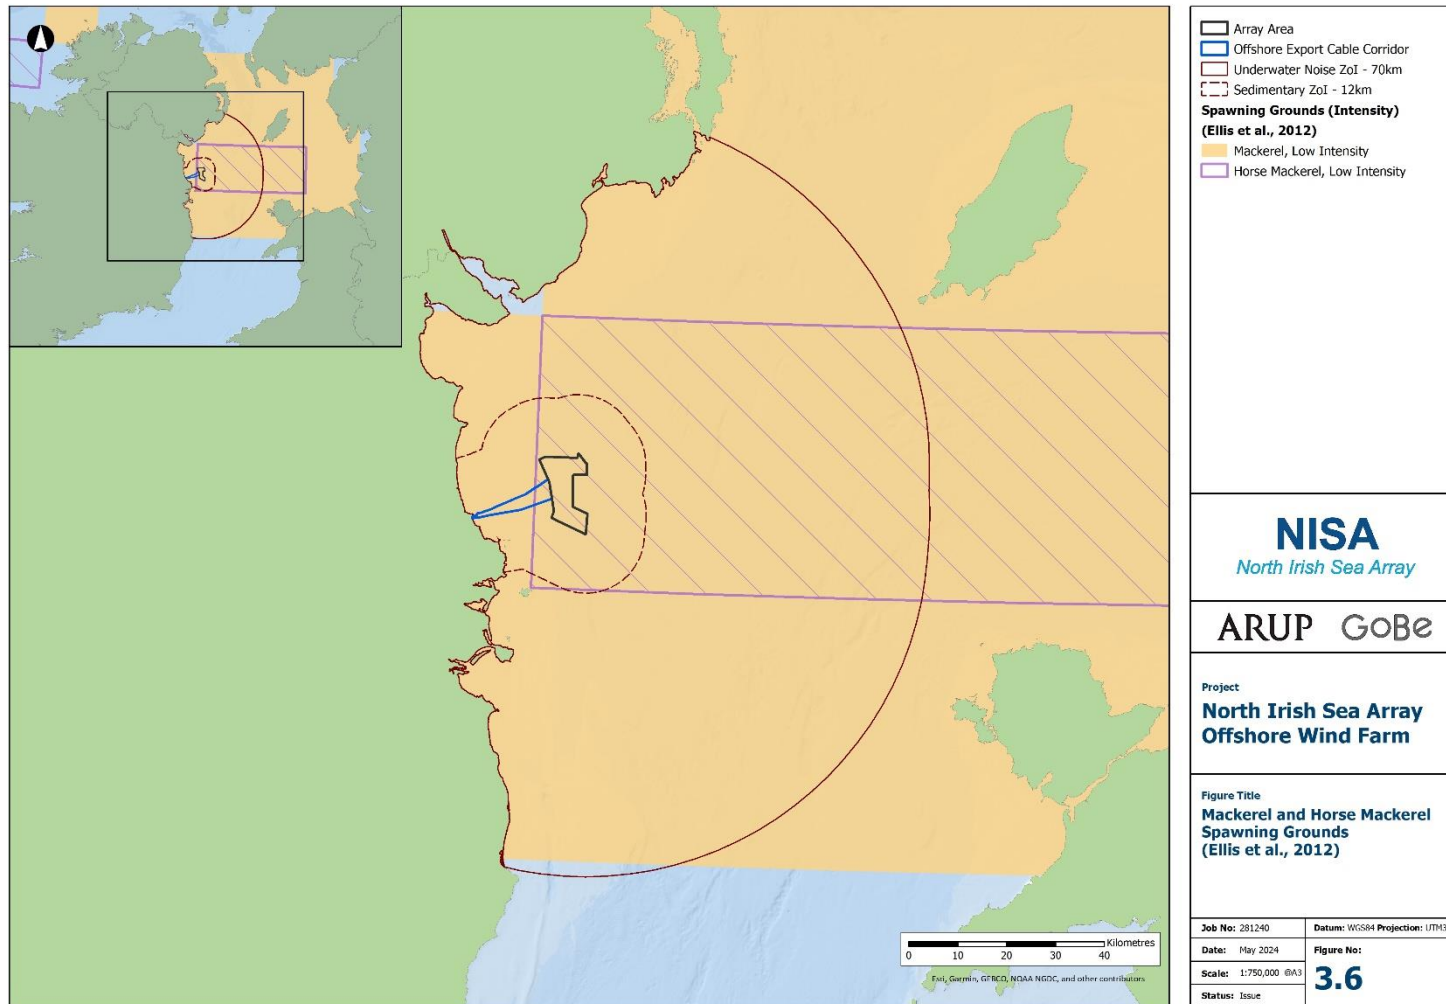 Array Area
Offshore Export Cable Corridor
Underwater Noise ZoI - 70km
Sedimentary ZoI - 12km
Spawning Grounds (Intensity)
(Ellis et al., 2012)
Mackerel, Low Intensity
Horse Mackerel, Low Intensity
NISA
North Irish Sea Array
ARUP GoBe
Project
North Irish Sea Array
Offshore Wind Farm
Figure Title
Mackerel and Horse Mackerel
Spawning Grounds
(Ellis et al., 2012)
Job No: 281240
Datum: WGS84 Projection: UTM3
Date: May 2024
Figure No:
Scale: 1:750,000 @A3
3.6
Status: Issue
Kilometres
0 10 20 30 40
Esri, Garmin, GEBCO, NOAA NGDC, and other contributors
N